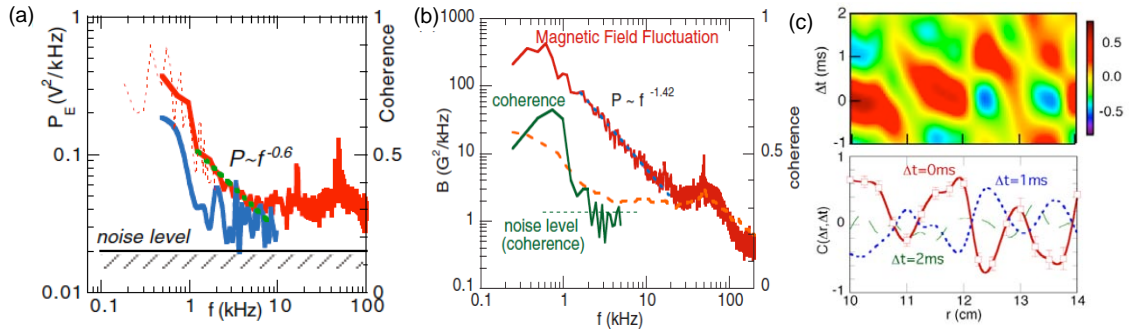 (a)
P_E (V²/kHz)
1
0.1
0.01
P~f^-0.6
noise level
0.1
1
10
100
f (kHz)
1
0.5
0
Coherence
(b)
B (G²/kHz)
1000
100
10
1
0.1
Magnetic Field Fluctuation
coherence
P ~ f^-1.42
noise level
(coherence)
0.1
1
10
100
f (kHz)
1
0.5
0
coherence
(c)
Δt (ms)
2
1
0
-1
0.5
0.0
-0.5
C(Δr,Δt)
1
0
-1
Δt=0ms
Δt=1ms
Δt=2ms
10
11
12
13
14
r (cm)